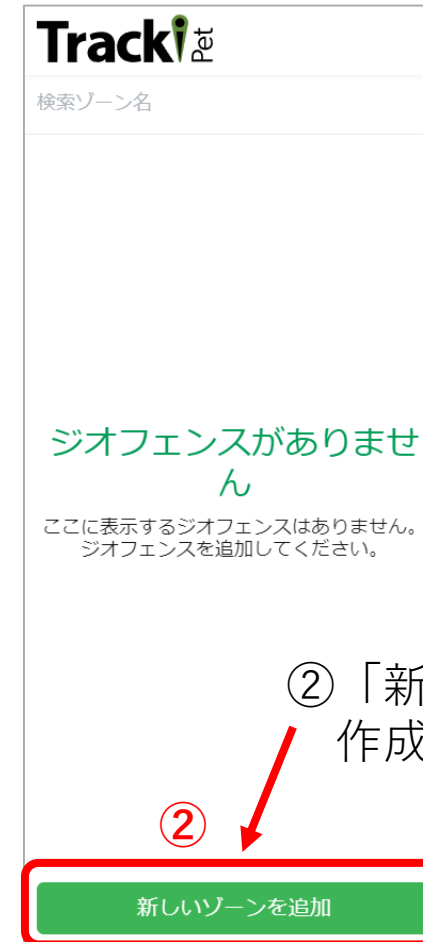 Tracki Pet
検索ゾーン名
ジオフェンスがありませ
ん
ここに表示するジオフェンスはありません。
ジオフェンスを追加してください。
②「新
作成
②
新しいゾーンを追加